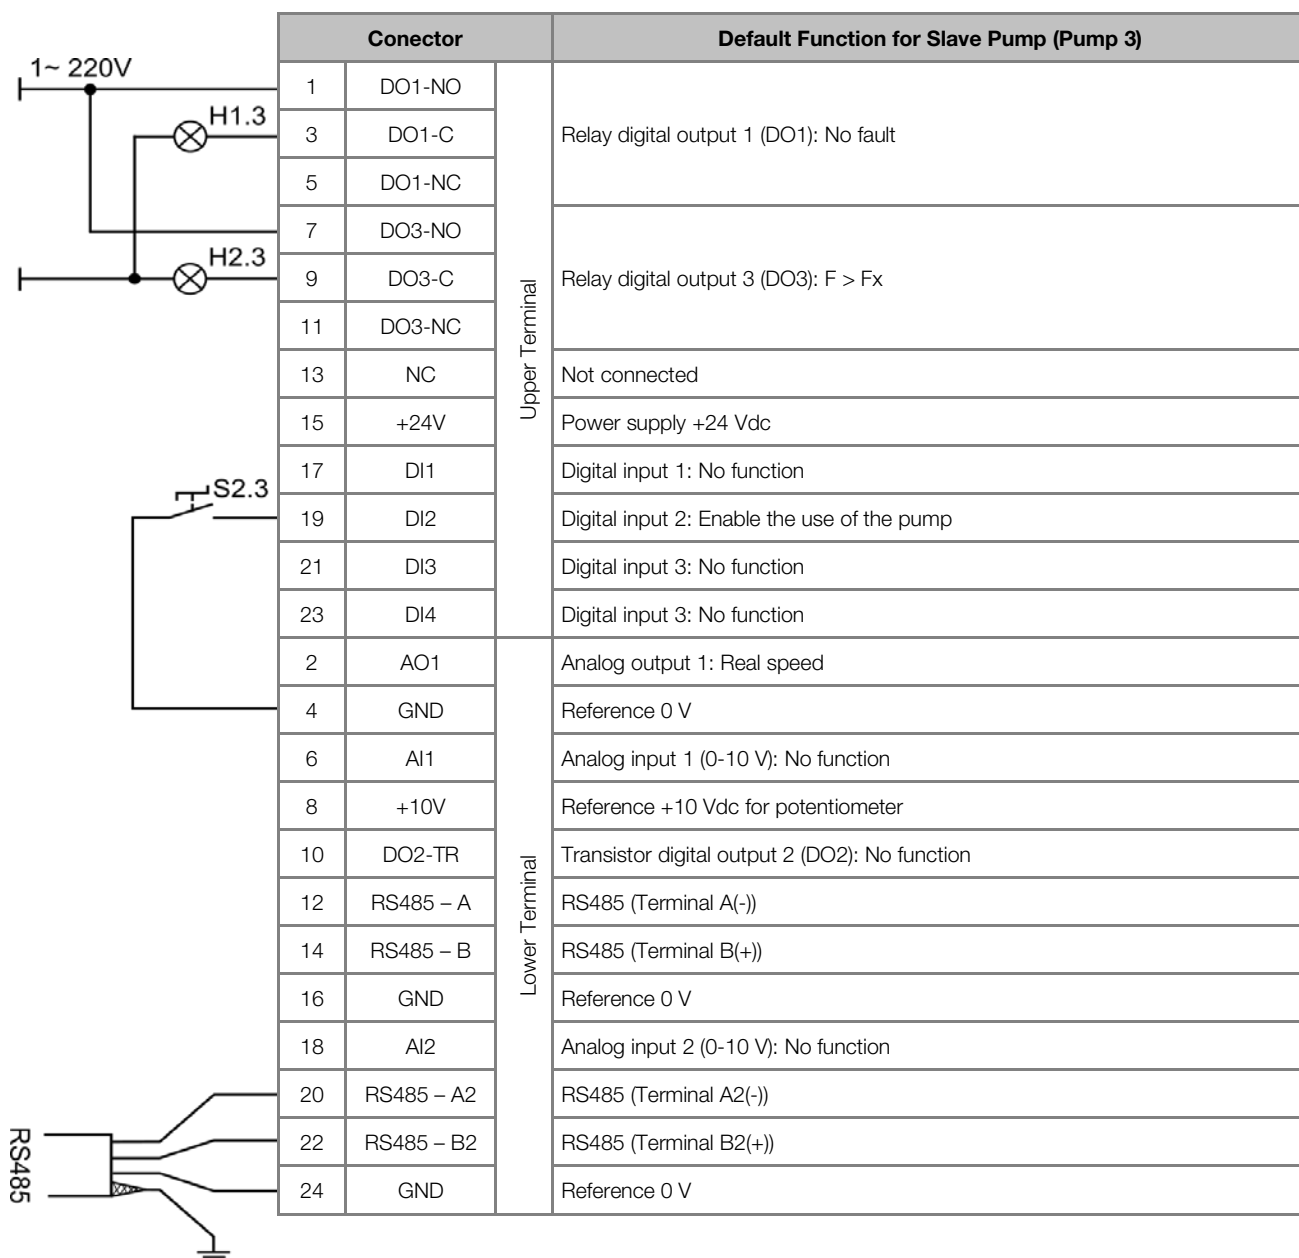 Conector Default Function for Slave Pump (Pump 3)
1~ 220V
1 DO1-NO
H1.3
3 DO1-C Relay digital output 1 (DO1): No fault
5 DO1-NC
7 DO3-NO
H2.3
9 DO3-C Relay digital output 3 (DO3): F > Fx
11 DO3-NC
Upper Terminal
13 NC Not connected
15 +24V Power supply +24 Vdc
17 DI1 Digital input 1: No function
S2.3
19 DI2 Digital input 2: Enable the use of the pump
21 DI3 Digital input 3: No function
23 DI4 Digital input 3: No function
2 AO1 Analog output 1: Real speed
4 GND Reference 0 V
6 AI1 Analog input 1 (0-10 V): No function
8 +10V Reference +10 Vdc for potentiometer
10 DO2-TR Transistor digital output 2 (DO2): No function
Lower Terminal
12 RS485 – A RS485 (Terminal A(-))
14 RS485 – B RS485 (Terminal B(+))
16 GND Reference 0 V
18 AI2 Analog input 2 (0-10 V): No function
20 RS485 – A2 RS485 (Terminal A2(-))
RS485
22 RS485 – B2 RS485 (Terminal B2(+))
24 GND Reference 0 V